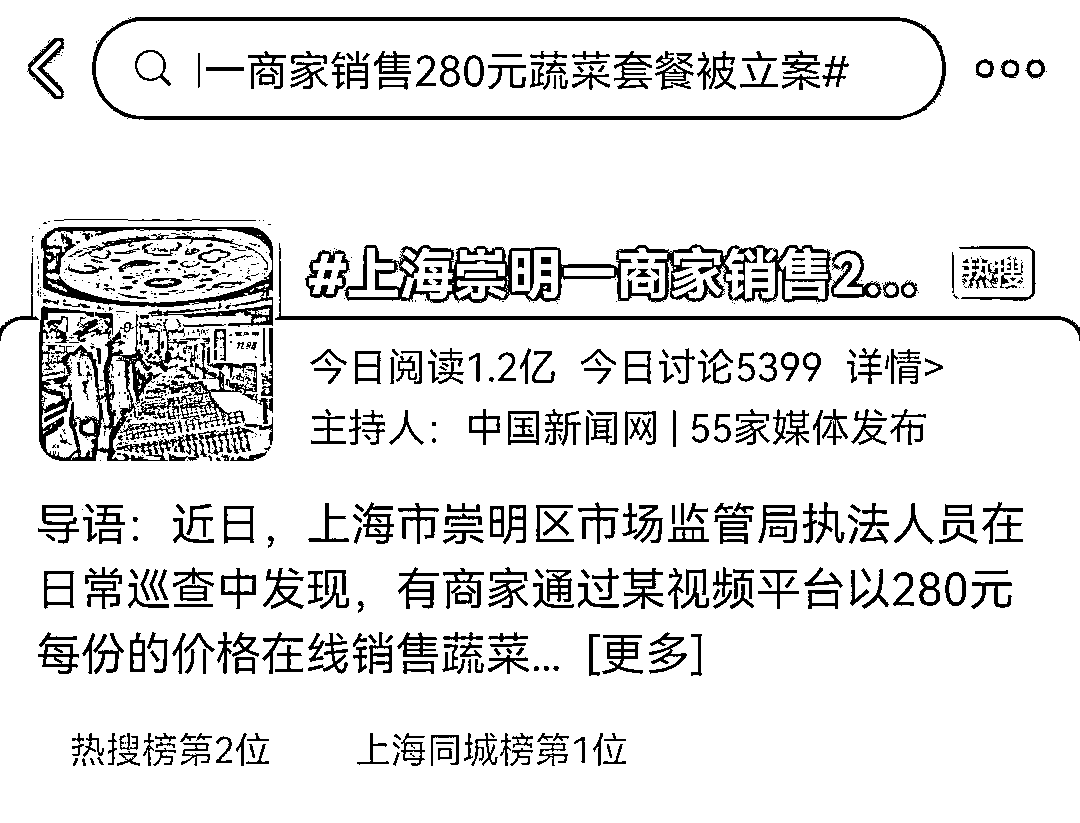 一商家销售280元蔬菜套餐被立案#
#上海崇明一商家销售2... 热搜
今日阅读1.2亿 今日讨论5399 详情>
主持人：中国新闻网 | 55家媒体发布
导语：近日，上海市崇明区市场监管局执法人员在
日常巡查中发现，有商家通过某视频平台以280元
每份的价格在线销售蔬菜... [更多]
热搜榜第2位 上海同城榜第1位